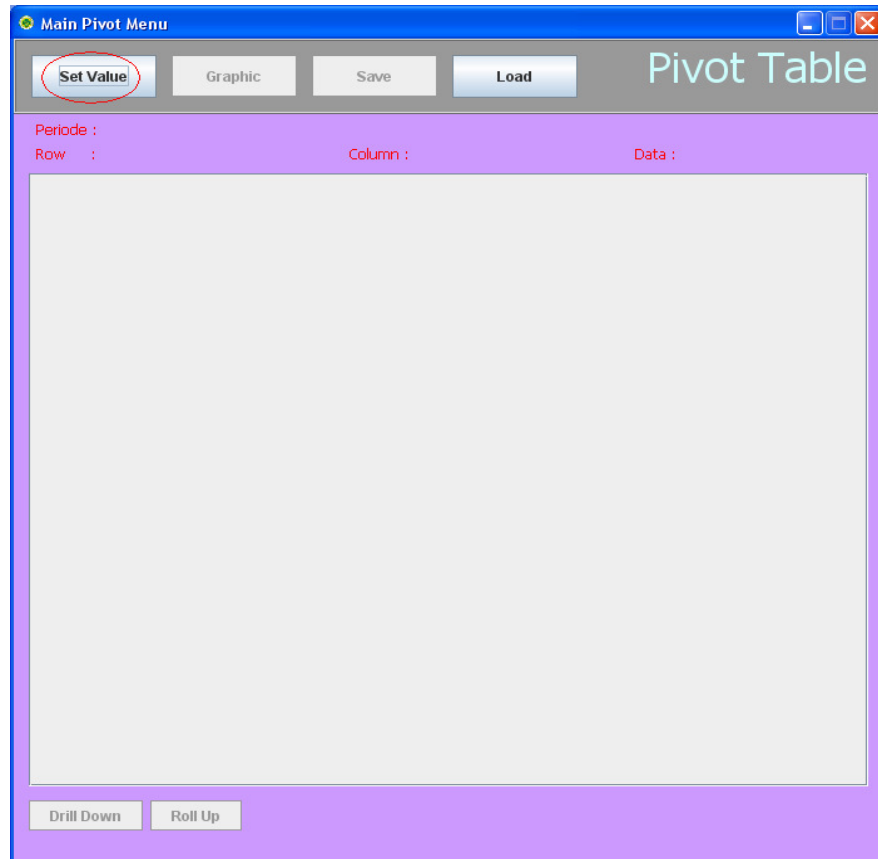 Main Pivot Menu
Set Value Graphic Save Load Pivot Table
Periode :
Row : Column : Data :
Drill Down Roll Up